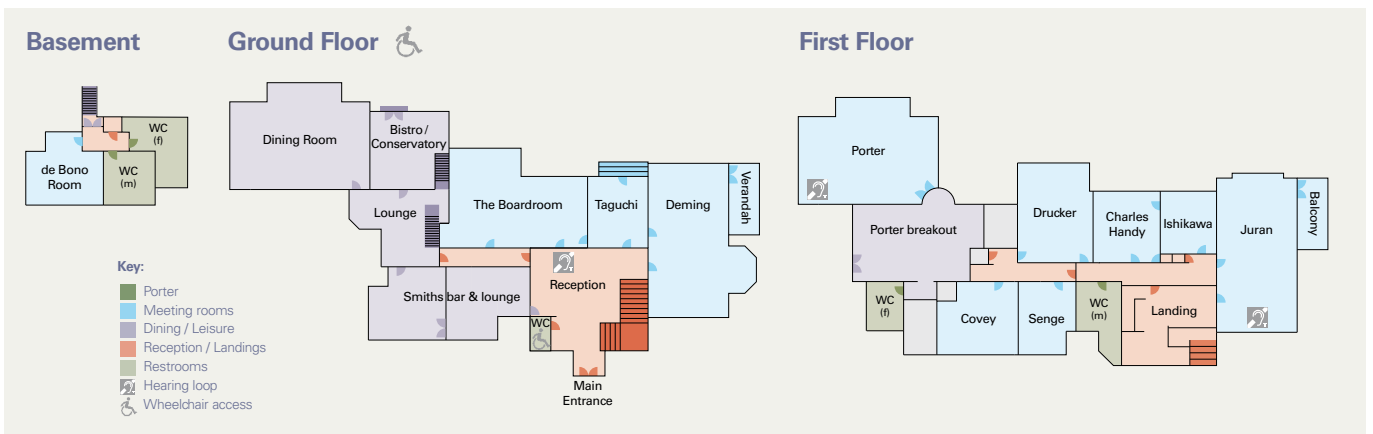 Basement
Ground Floor
First Floor
WC
(f)
de Bono
Room
WC
(m)
Dining Room
Bistro /
Conservatory
Lounge
The Boardroom
Taguchi
Deming
Verandah
Smiths bar & lounge
Reception
WC
Main
Entrance
Porter
Porter breakout
Drucker
Charles
Handy
Ishikawa
Juran
Balcony
WC
(f)
Covey
Senge
WC
(m)
Landing
Key:
Porter
Meeting rooms
Dining / Leisure
Reception / Landings
Restrooms
Hearing loop
Wheelchair access